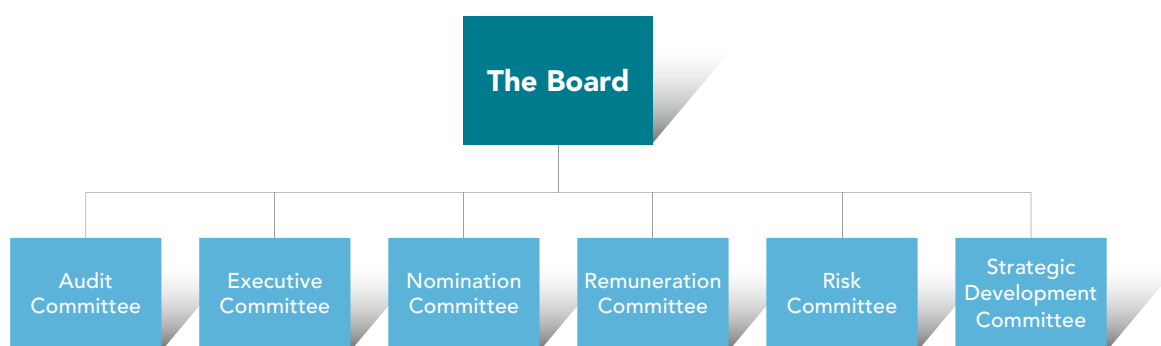 The Board
Audit
Committee
Executive
Committee
Nomination
Committee
Remuneration
Committee
Risk
Committee
Strategic
Development
Committee